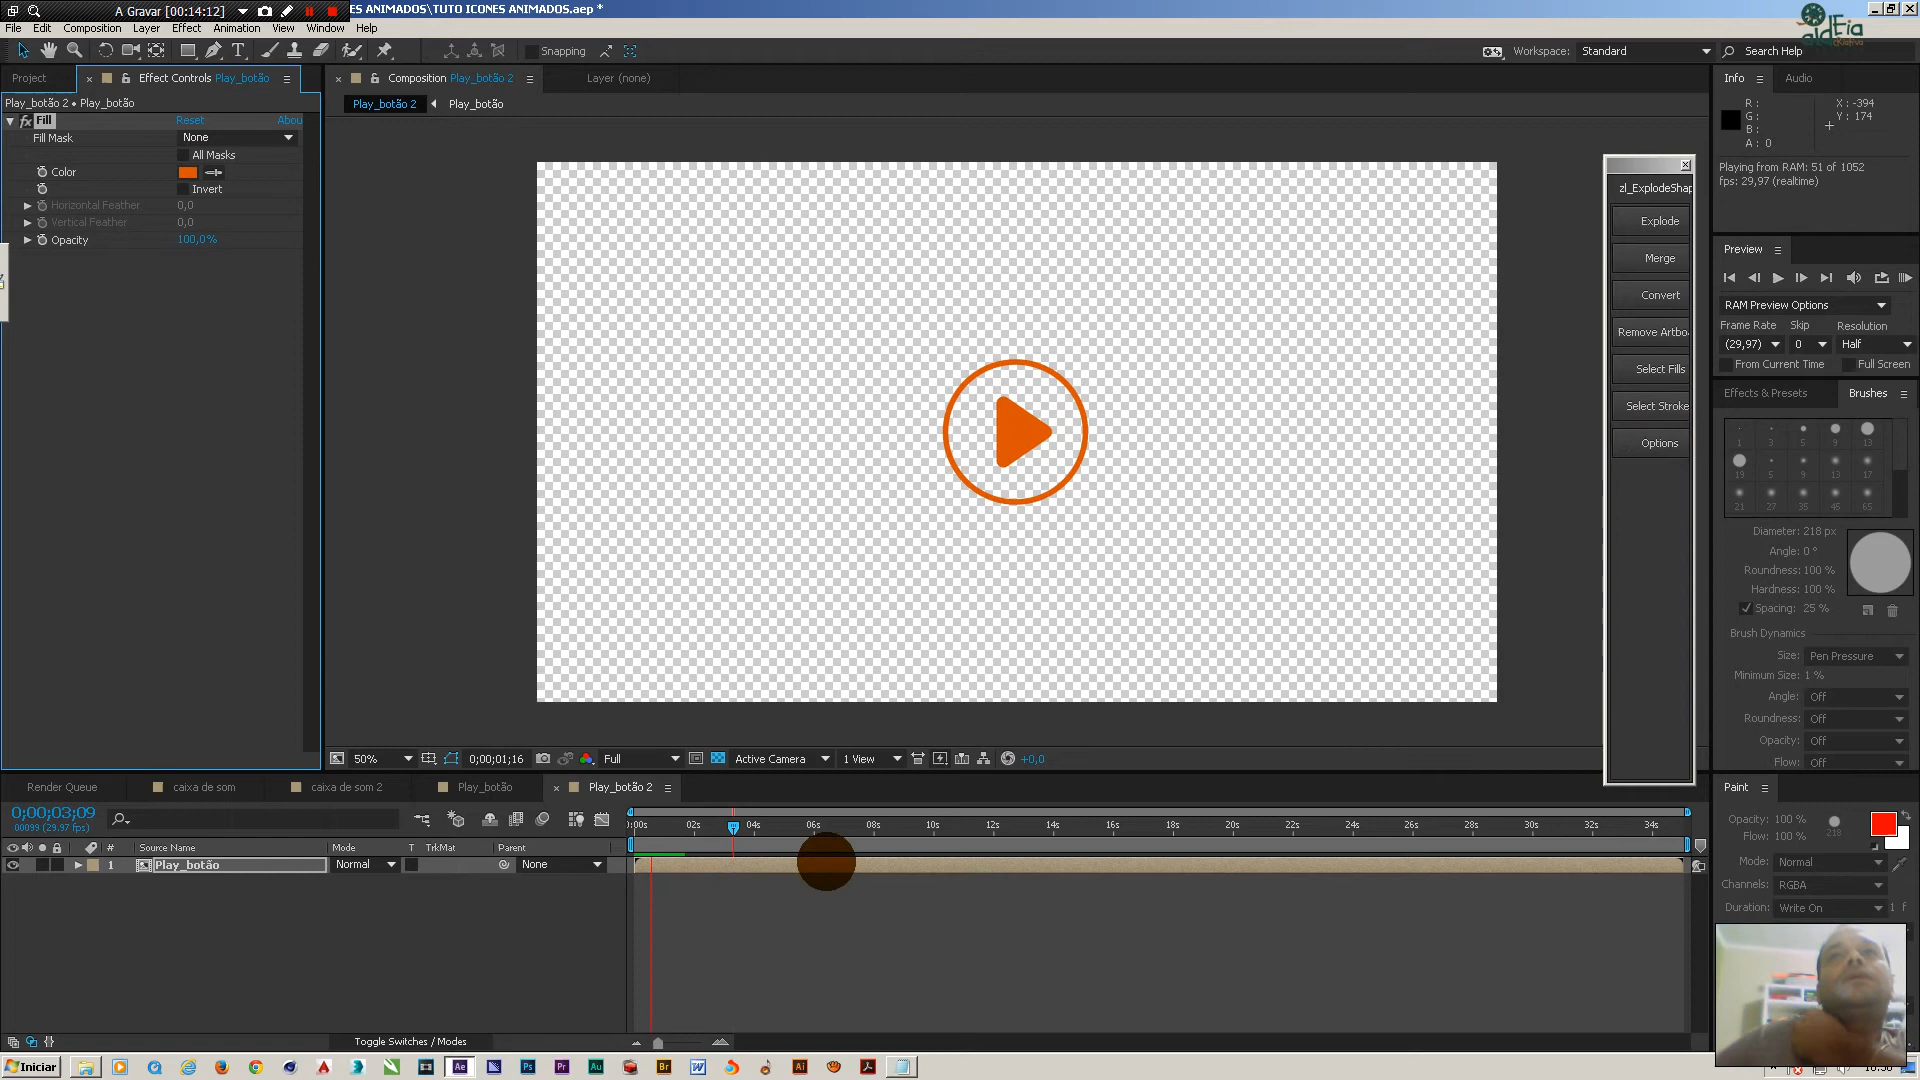 A Gravar [00:14:12]
ES ANIMADOS\TUTO ICONES ANIMADOS.aep *
aldEia
criativa
File Edit Composition Layer Effect Animation View Window Help
Snapping
Workspace: Standard
Search Help
Project
Effect Controls Play_botão
Composition Play_botão 2
Layer (none)
Info
Audio
Play_botão 2 • Play_botão
Play_botão 2
Play_botão
R :
G :
B :
A : 0
X : -394
Y : 174
fx Fill
Reset
Abou
Fill Mask
None
All Masks
Color
Invert
Horizontal Feather
0,0
Vertical Feather
0,0
Opacity
100,0%
Playing from RAM: 51 of 1052
fps: 29,97 (realtime)
zl_ExplodeShap
Explode
Merge
Convert
Remove Artbo
Select Fills
Select Stroke
Options
Preview
RAM Preview Options
Frame Rate Skip Resolution
(29,97) 0 Half
From Current Time
Full Screen
Effects & Presets
Brushes
1 3 5 9 13
19 5 9 13 17
21 27 35 45 65
Diameter: 218 px
Angle: 0 °
Roundness: 100 %
Hardness: 100 %
Spacing: 25 %
Brush Dynamics
Size: Pen Pressure
Minimum Size: 1 %
Angle: Off
Roundness: Off
Opacity: Off
Flow: Off
50%
0;00;01;16
Full
Active Camera
1 View
+0,0
Render Queue
caixa de som
caixa de som 2
Play_botão
Play_botão 2
0;00;03;09
00099 (29.97 fps)
):00s 02s 04s 06s 08s 10s 12s 14s 16s 18s 20s 22s 24s 26s 28s 30s 32s 34s
# Source Name Mode T TrkMat Parent
1 Play_botão Normal None
Paint
Opacity: 100 %
Flow: 100 %
218
Mode: Normal
Channels: RGBA
Duration: Write On
1 f
Toggle Switches / Modes
Iniciar
Ae
Ps
Pr
Au
Br
W
Ai